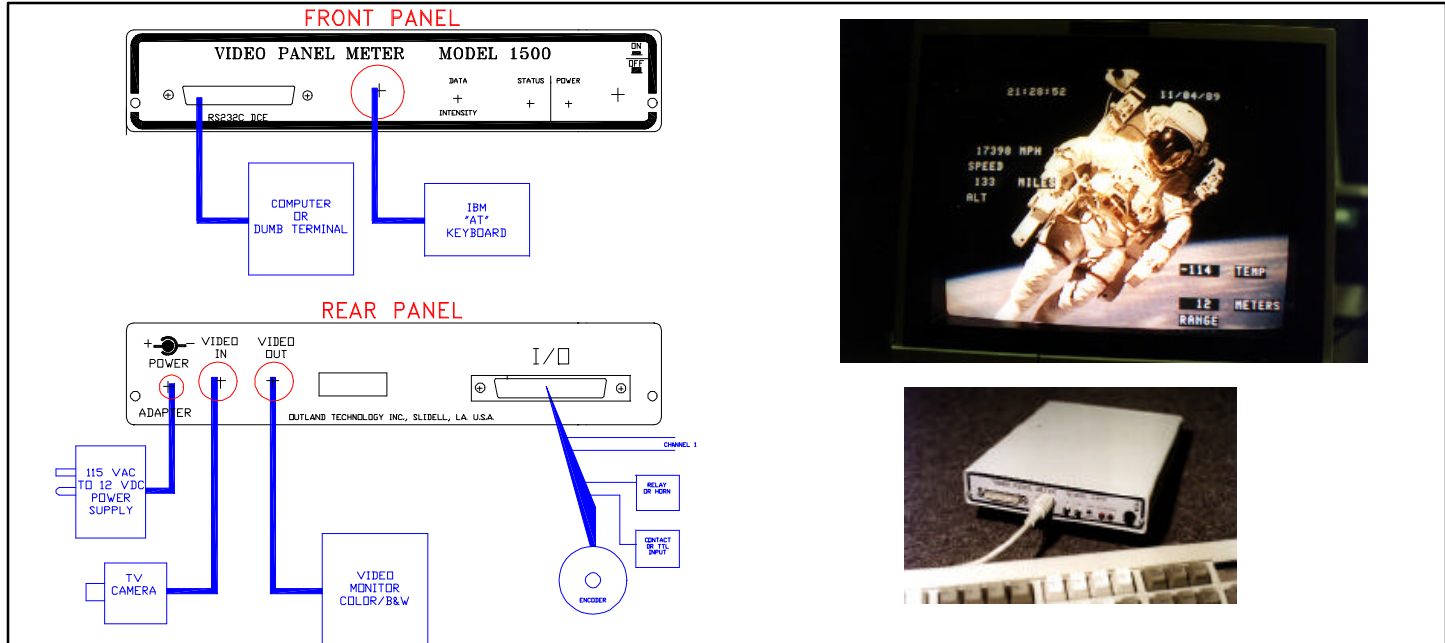 FRONT PANEL
VIDEO PANEL METER MODEL 1500
ON
OFF
DATA
INTENSITY
STATUS
POWER
RS232C DCE
COMPUTER
OR
DUMB TERMINAL
IBM
"AT"
KEYBOARD
REAR PANEL
+ -
POWER
ADAPTER
VIDEO
IN
VIDEO
OUT
I/O
OUTLAND TECHNOLOGY INC., SLIDELL, LA. U.S.A.
CHANNEL 1
115 VAC
TO 12 VDC
POWER
SUPPLY
RELAY
OR HORN
CONTACT
OR TTL
INPUT
TV
CAMERA
VIDEO
MONITOR
COLOR/B&W
ENCODER
21:28:52
11/04/89
17398 MPH
SPEED
133 MILES
ALT
-114 TEMP
12 METERS
RANGE